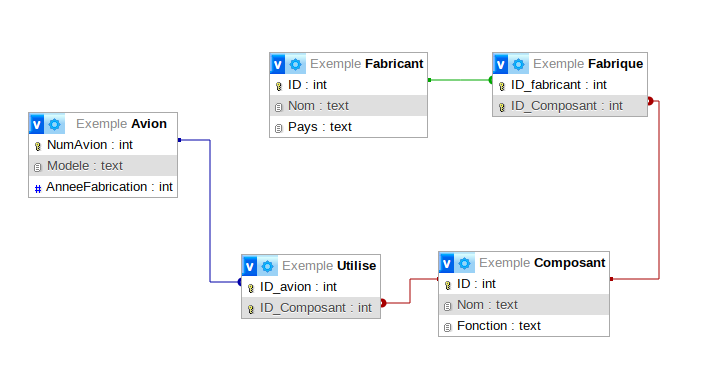 v Exemple Fabricant
ID : int
Nom : text
Pays : text
v Exemple Fabrique
ID_fabricant : int
ID_Composant : int
v Exemple Avion
NumAvion : int
Modele : text
# AnneeFabrication : int
v Exemple Utilise
ID_avion : int
ID_Composant : int
v Exemple Composant
ID : int
Nom : text
Fonction : text